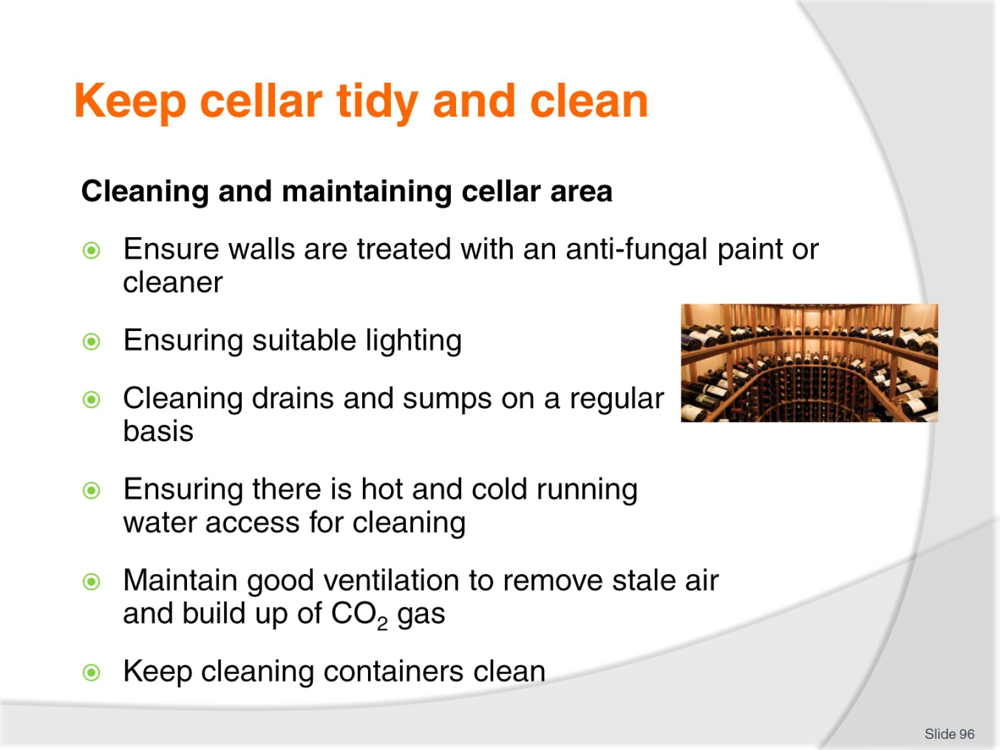 Keep cellar tidy and clean
Cleaning and maintaining cellar area
Ensure walls are treated with an anti-fungal paint or
cleaner
Ensuring suitable lighting
Cleaning drains and sumps on a regular
basis
Ensuring there is hot and cold running
water access for cleaning
Maintain good ventilation to remove stale air
and build up of CO₂ gas
Keep cleaning containers clean
Slide 96